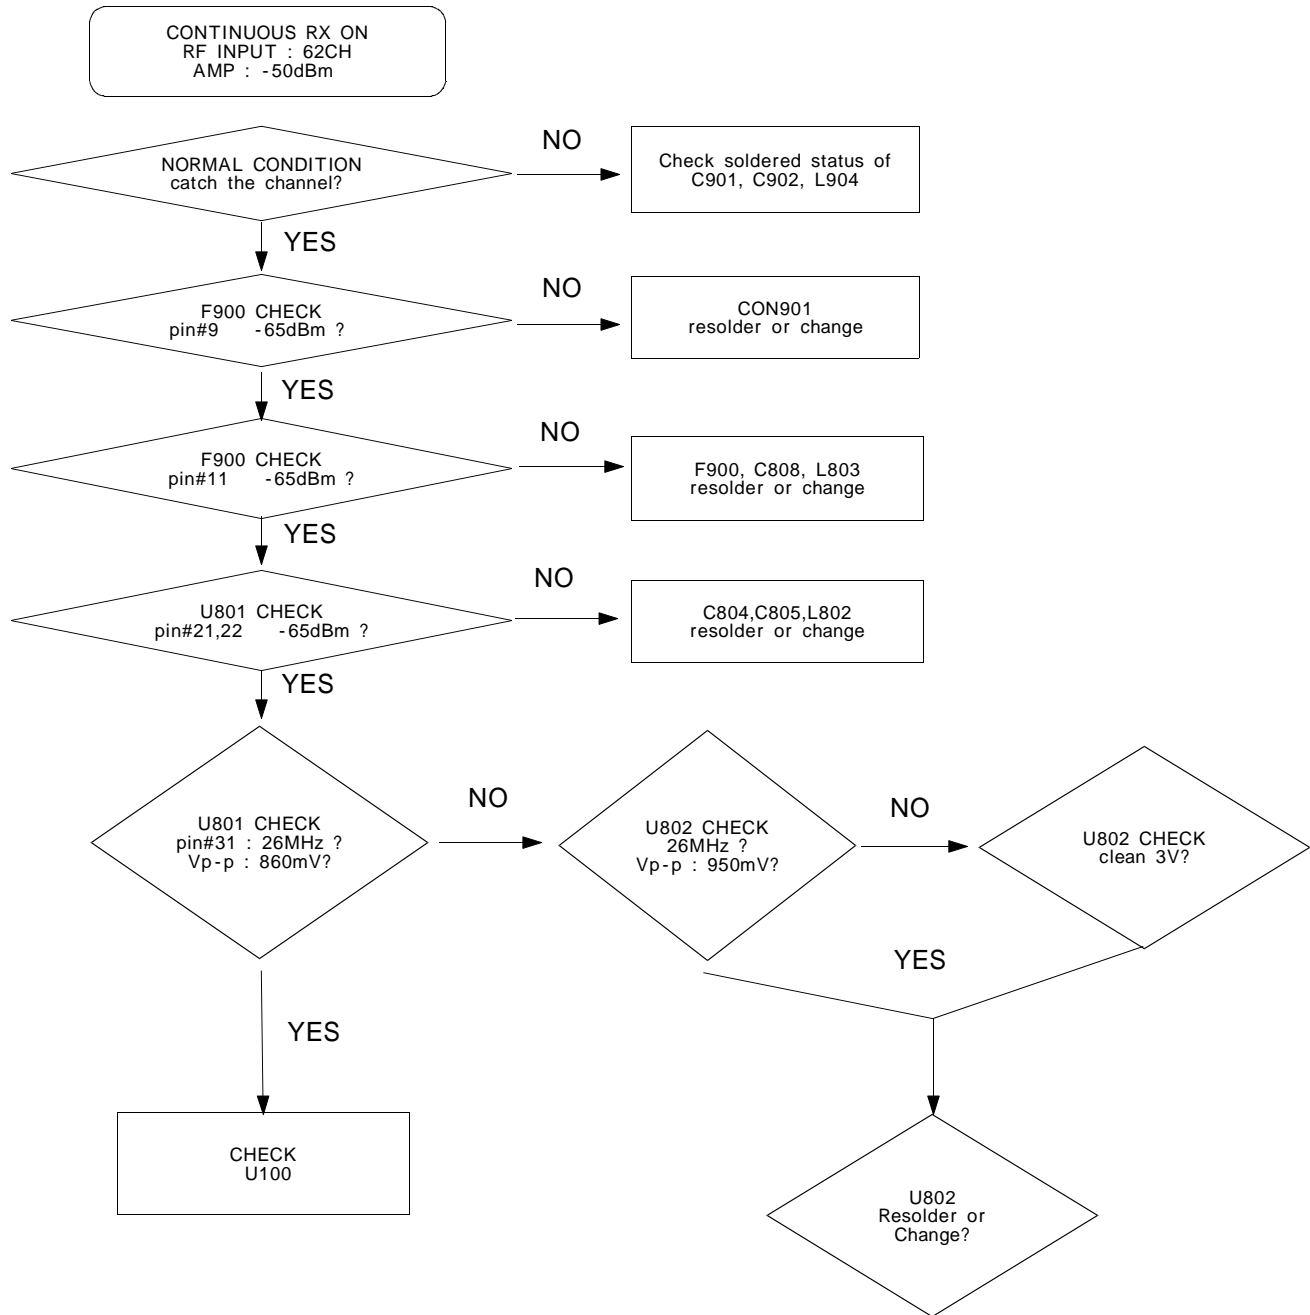 CONTINUOUS RX ON
RF INPUT : 62CH
AMP : -50dBm
NORMAL CONDITION
catch the channel?
NO
Check soldered status of
C901, C902, L904
YES
F900 CHECK
pin#9 -65dBm ?
NO
CON901
resolder or change
YES
F900 CHECK
pin#11 -65dBm ?
NO
F900, C808, L803
resolder or change
YES
U801 CHECK
pin#21,22 -65dBm ?
NO
C804,C805,L802
resolder or change
YES
U801 CHECK
pin#31 : 26MHz ?
Vp-p : 860mV?
NO
U802 CHECK
26MHz ?
Vp-p : 950mV?
NO
U802 CHECK
clean 3V?
YES
YES
CHECK
U100
U802
Resolder or
Change?